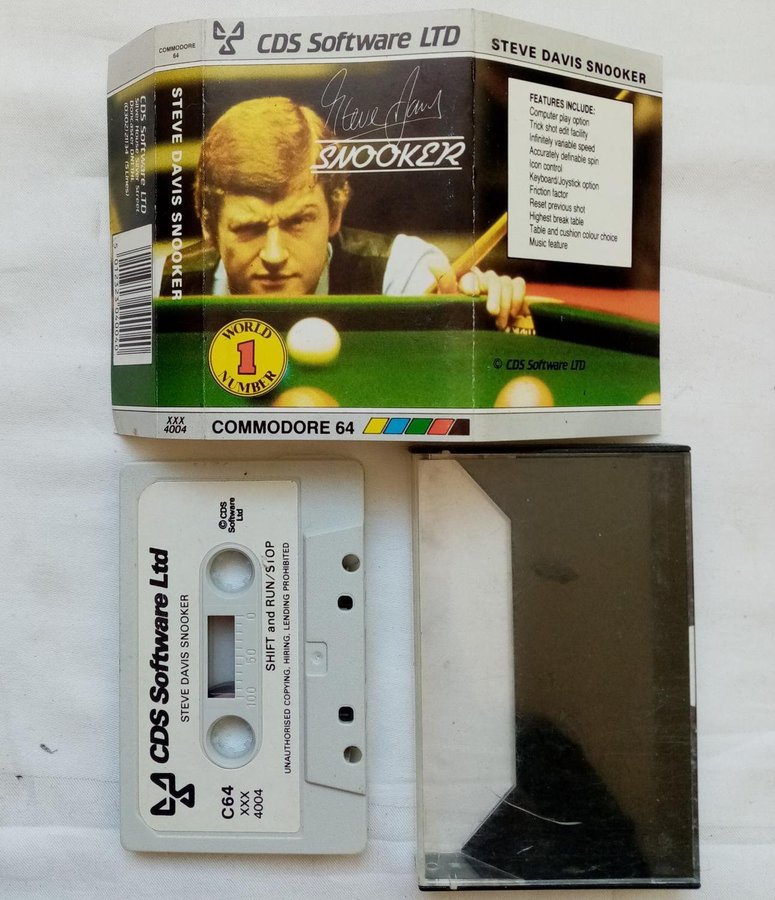 CDS Software LTD
Silver House, Silver Street
COMMODORE
64
STEVE DAVIS SNOOKER
XXX
4004
CDS Software LTD
Steve Davis
SNOOKER
WORLD
1
NUMBER
COMMODORE 64
STEVE DAVIS SNOOKER
FEATURES INCLUDE:
Computer play option
Trick shot edit facility
Infinitely variable speed
Accurately definable spin
Icon control
Keyboard/Joystick option
Friction factor
Reset previous shot
Highest break table
Table and cushion colour choice
Music feature
© CDS Software LTD
CDS Software Ltd
STEVE DAVIS SNOOKER
© CDS
Software
Ltd
100 50 0
SHIFT and RUN/STOP
UNAUTHORISED COPYING, HIRING, LENDING PROHIBITED
C64
XXX
4004